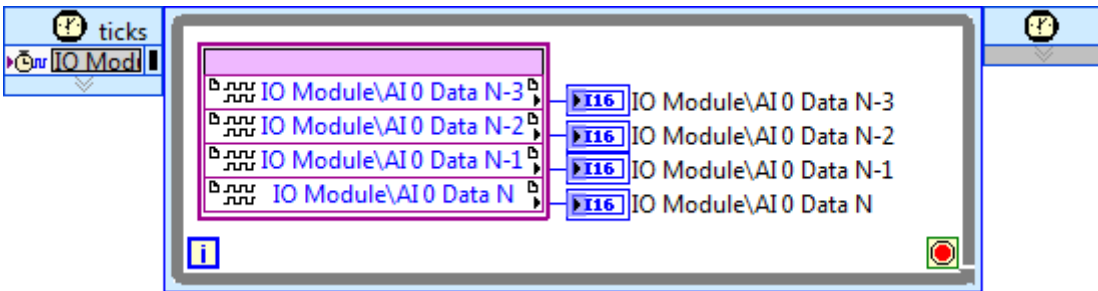 ticks
IO Modu
IO Module\AI 0 Data N-3
IO Module\AI 0 Data N-3
IO Module\AI 0 Data N-2
IO Module\AI 0 Data N-2
IO Module\AI 0 Data N-1
IO Module\AI 0 Data N-1
IO Module\AI 0 Data N
IO Module\AI 0 Data N
I16
I16
I16
I16
i